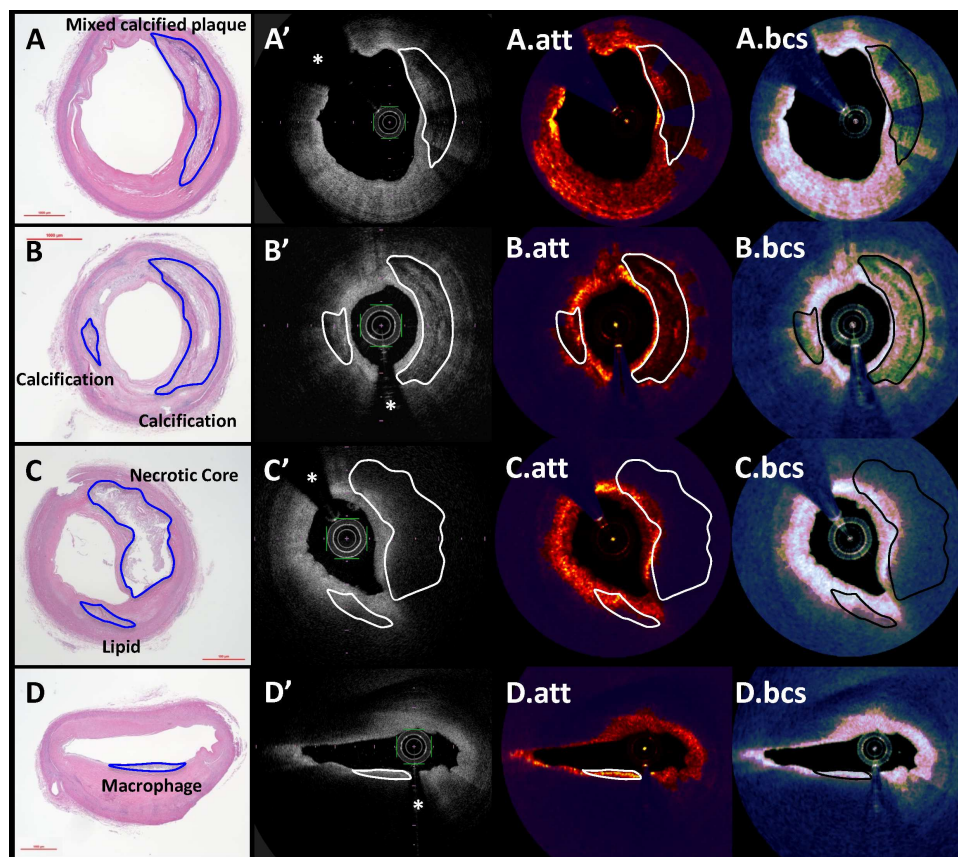 Mixed calcified plaque
A
A’
A.att
A.bcs
*
B
B’
B.att
B.bcs
Calcification
Calcification
*
C
Necrotic Core
C’
C.att
C.bcs
*
Lipid
D
D’
D.att
D.bcs
Macrophage
*